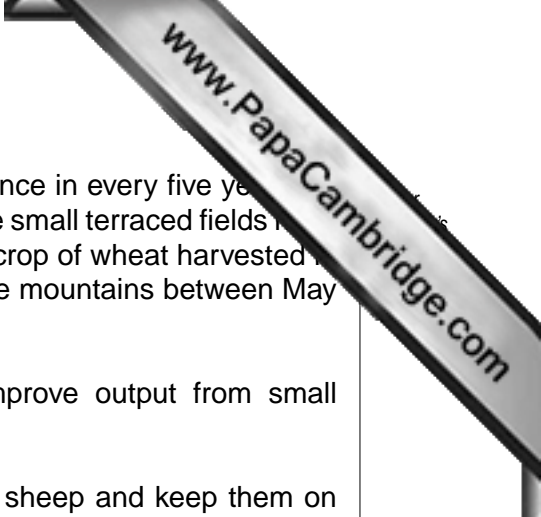 www.PapaCambridge.com
nce in every five ye
e small terraced fields
crop of wheat harvested
e mountains between May
mprove output from small
sheep and keep them on